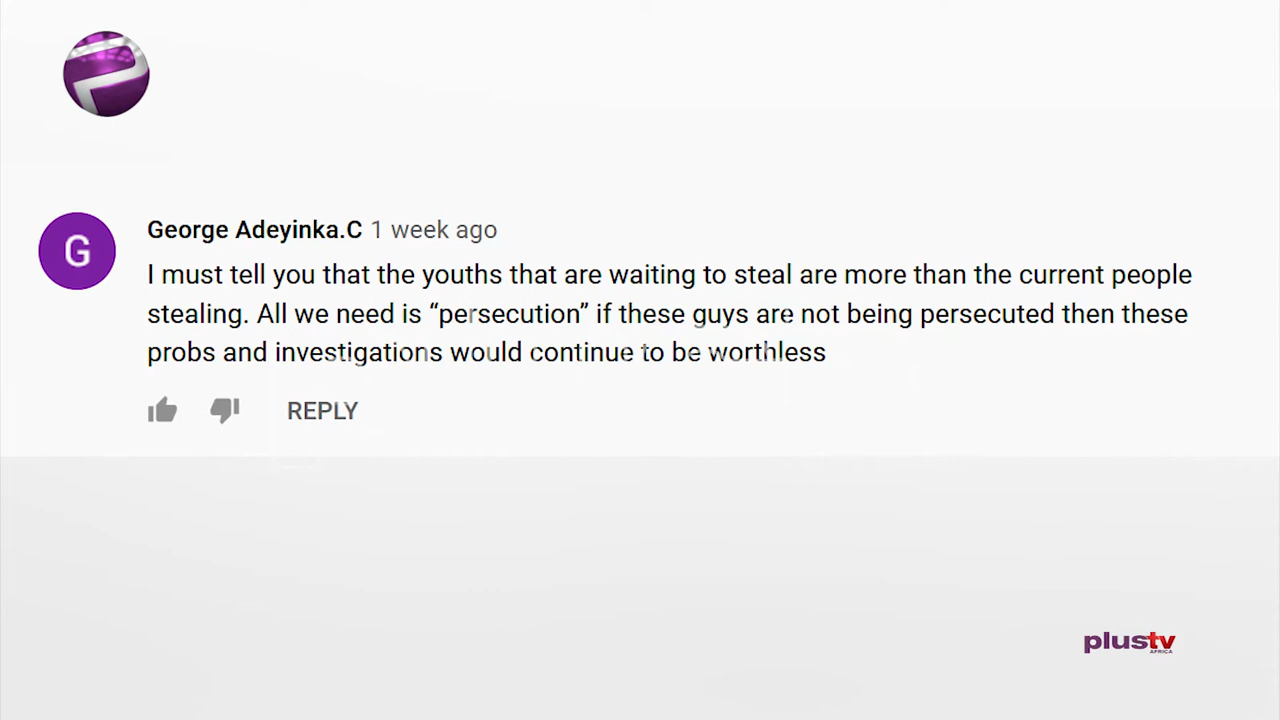 G
George Adeyinka.C 1 week ago
I must tell you that the youths that are waiting to steal are more than the current people
stealing. All we need is “persecution” if these guys are not being persecuted then these
probs and investigations would continue to be worthless
REPLY
plustv
AFRICA